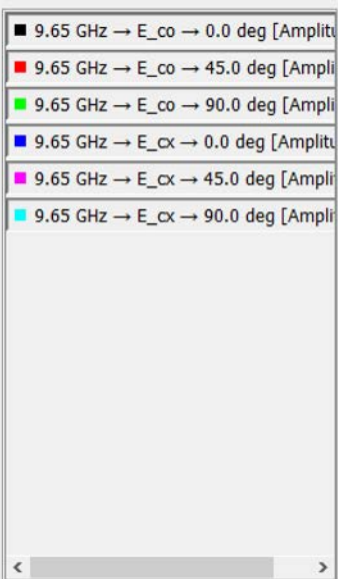 9.65 GHz → E_co → 0.0 deg [Amplitu
9.65 GHz → E_co → 45.0 deg [Ampli
9.65 GHz → E_co → 90.0 deg [Ampli
9.65 GHz → E_cx → 0.0 deg [Amplitu
9.65 GHz → E_cx → 45.0 deg [Ampli
9.65 GHz → E_cx → 90.0 deg [Ampli